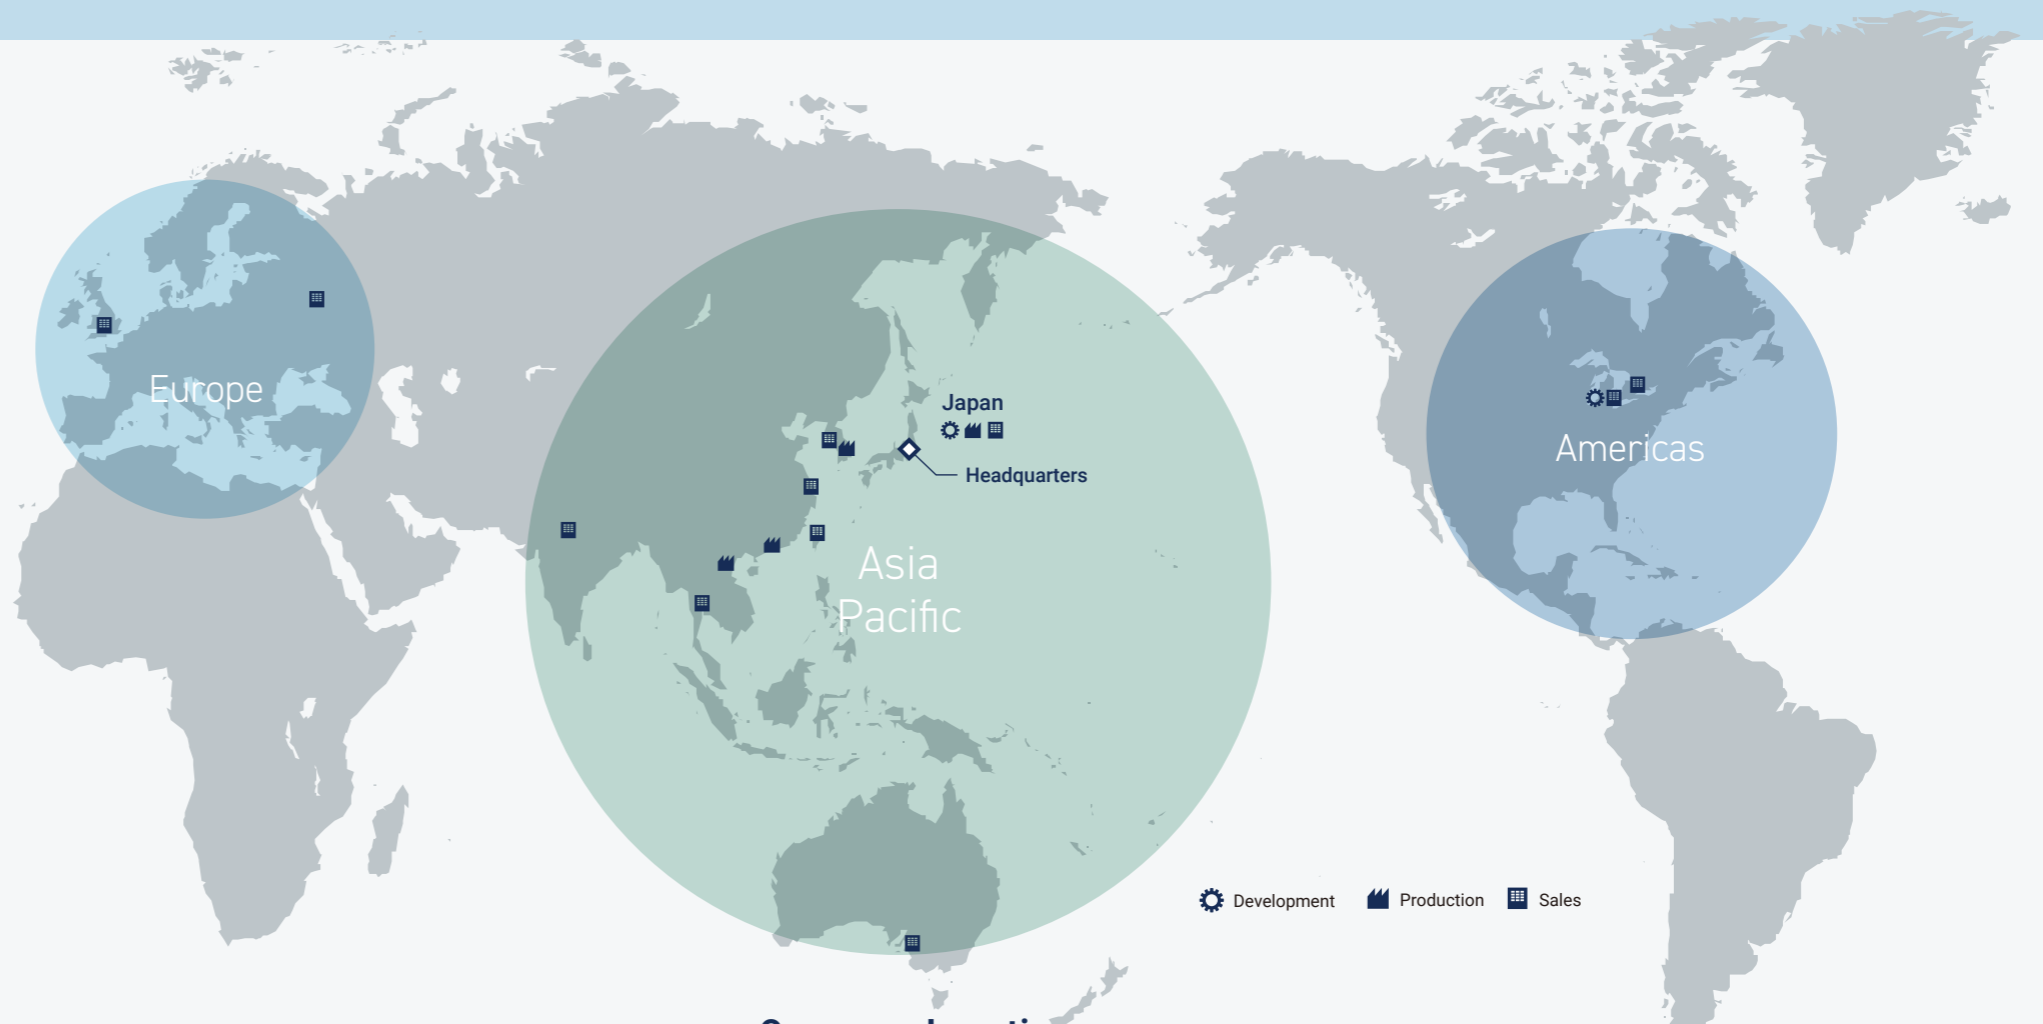 Europe
Japan
Headquarters
Asia
Pacific
Americas
Development
Production
Sales